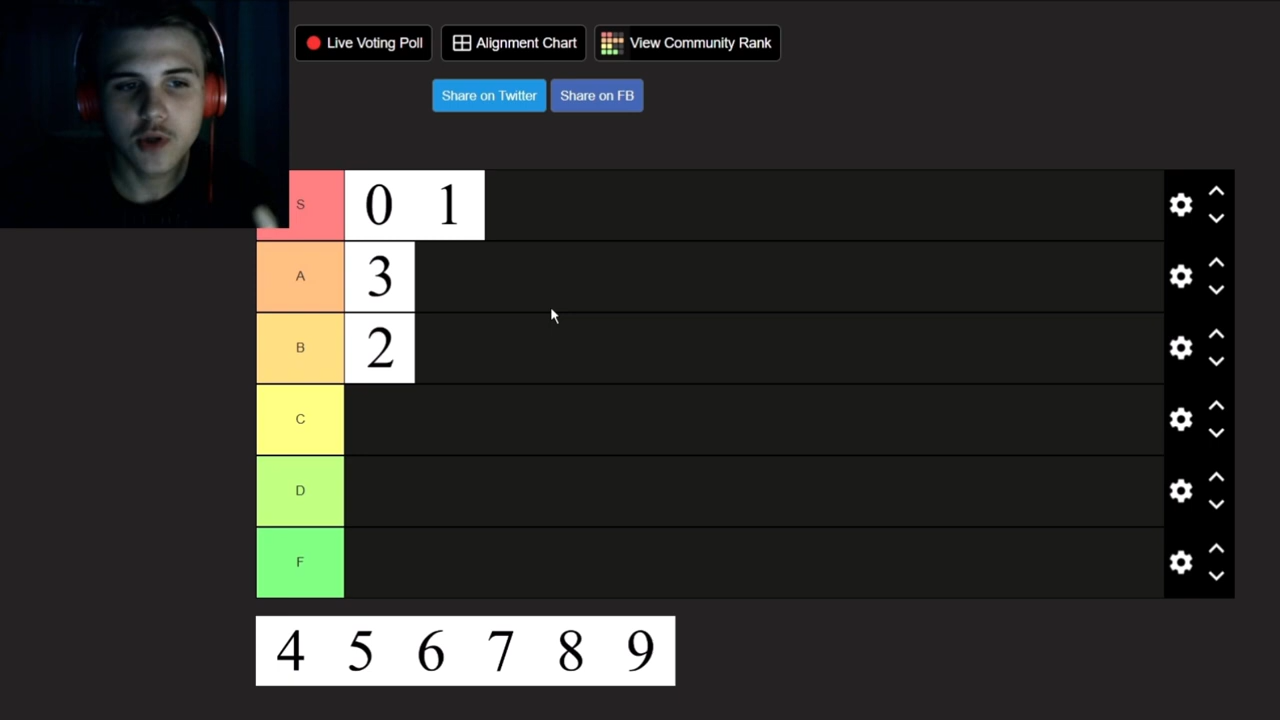 Live Voting Poll Alignment Chart View Community Rank
Share on Twitter Share on FB
S 0 1
A 3
B 2
C
D
F
4 5 6 7 8 9